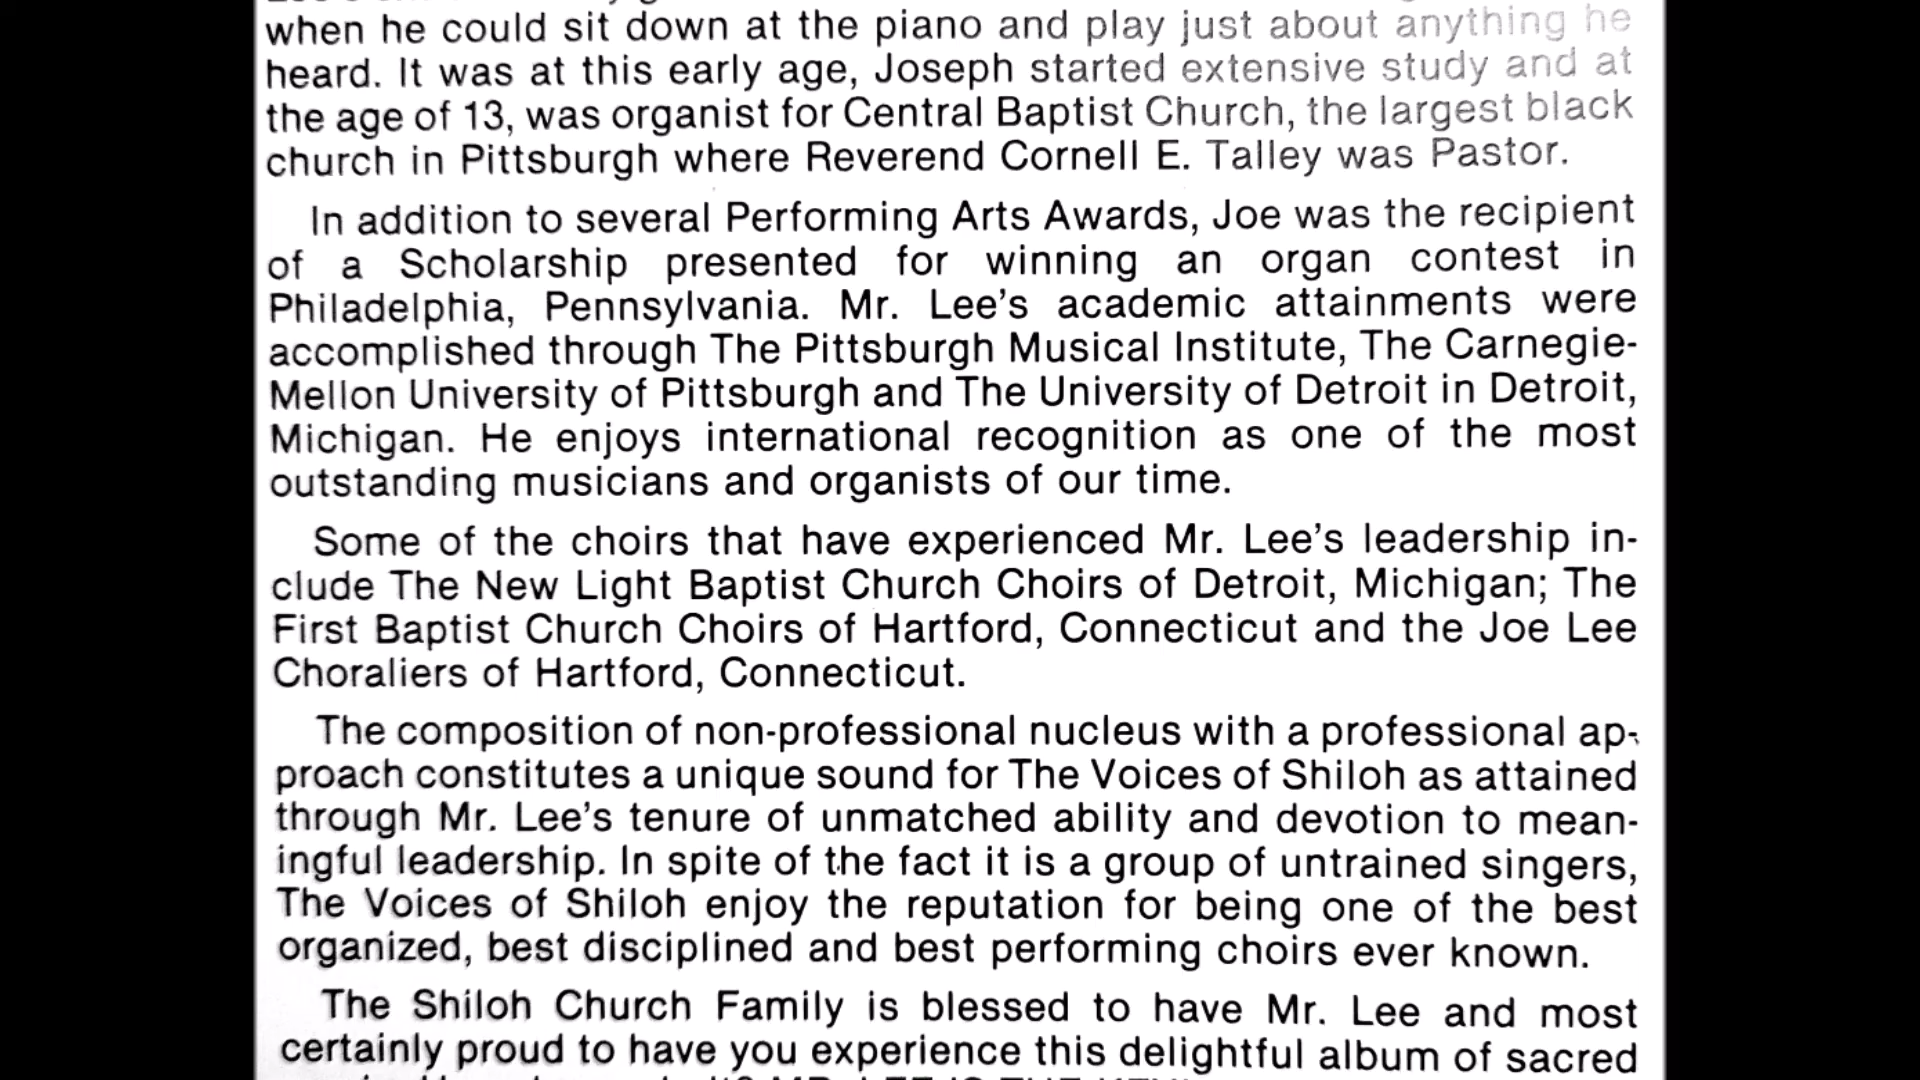 when he could sit down at the piano and play just about anything he
heard. It was at this early age, Joseph started extensive study and at
the age of 13, was organist for Central Baptist Church, the largest black
church in Pittsburgh where Reverend Cornell E. Talley was Pastor.
In addition to several Performing Arts Awards, Joe was the recipient
of a Scholarship presented for winning an organ contest in
Philadelphia, Pennsylvania. Mr. Lee's academic attainments were
accomplished through The Pittsburgh Musical Institute, The Carnegie-
Mellon University of Pittsburgh and The University of Detroit in Detroit,
Michigan. He enjoys international recognition as one of the most
outstanding musicians and organists of our time.
Some of the choirs that have experienced Mr. Lee's leadership in-
clude The New Light Baptist Church Choirs of Detroit, Michigan; The
First Baptist Church Choirs of Hartford, Connecticut and the Joe Lee
Choraliers of Hartford, Connecticut.
The composition of non-professional nucleus with a professional ap-
proach constitutes a unique sound for The Voices of Shiloh as attained
through Mr. Lee's tenure of unmatched ability and devotion to mean-
ingful leadership. In spite of the fact it is a group of untrained singers,
The Voices of Shiloh enjoy the reputation for being one of the best
organized, best disciplined and best performing choirs ever known.
The Shiloh Church Family is blessed to have Mr. Lee and most
certainly proud to have you experience this delightful album of sacred